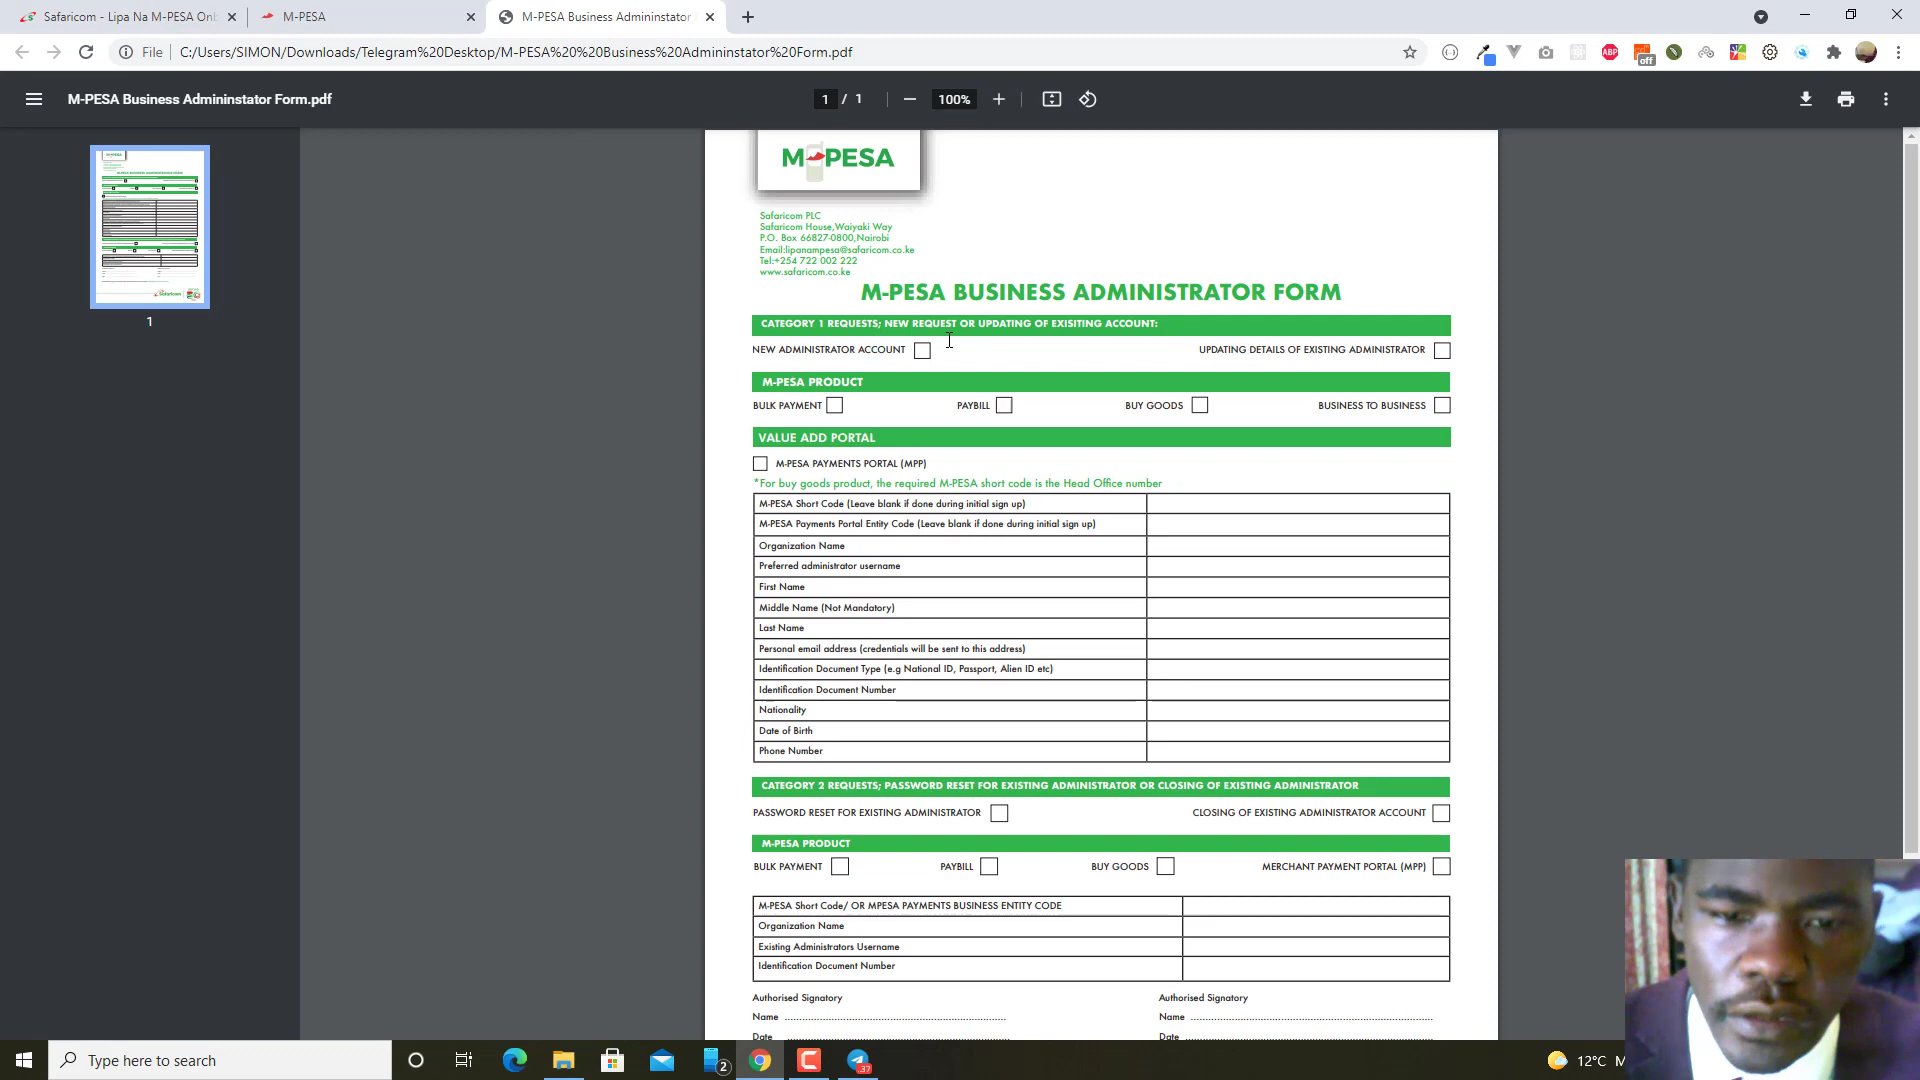 Safaricom - Lipa Na M-PESA Onl
M-PESA
M-PESA Business Admininstator
File
C:/Users/SIMON/Downloads/Telegram%20Desktop/M-PESA%20%20Business%20Admininstator%20Form.pdf
ABP
off
M-PESA Business Admininstator Form.pdf
1 / 1
100%
1
M-PESA
Safaricom PLC
Safaricom House,Waiyaki Way
P.O. Box 66827-0800,Nairobi
Email:lipanampesa@safaricom.co.ke
Tel:+254 722 002 222
www.safaricom.co.ke
M-PESA BUSINESS ADMINISTRATOR FORM
CATEGORY 1 REQUESTS; NEW REQUEST OR UPDATING OF EXISITING ACCOUNT:
NEW ADMINISTRATOR ACCOUNT
UPDATING DETAILS OF EXISTING ADMINISTRATOR
M-PESA PRODUCT
BULK PAYMENT
PAYBILL
BUY GOODS
BUSINESS TO BUSINESS
VALUE ADD PORTAL
M-PESA PAYMENTS PORTAL (MPP)
*For buy goods product, the required M-PESA short code is the Head Office number
M-PESA Short Code (Leave blank if done during initial sign up)
M-PESA Payments Portal Entity Code (Leave blank if done during initial sign up)
Organization Name
Preferred administrator username
First Name
Middle Name (Not Mandatory)
Last Name
Personal email address (credentials will be sent to this address)
Identification Document Type (e.g National ID, Passport, Alien ID etc)
Identification Document Number
Nationality
Date of Birth
Phone Number
CATEGORY 2 REQUESTS; PASSWORD RESET FOR EXISTING ADMINISTRATOR OR CLOSING OF EXISTING ADMINISTRATOR
PASSWORD RESET FOR EXISTING ADMINISTRATOR
CLOSING OF EXISTING ADMINISTRATOR ACCOUNT
M-PESA PRODUCT
BULK PAYMENT
PAYBILL
BUY GOODS
MERCHANT PAYMENT PORTAL (MPP)
M-PESA Short Code/ OR MPESA PAYMENTS BUSINESS ENTITY CODE
Organization Name
Existing Administrators Username
Identification Document Number
Authorised Signatory
Authorised Signatory
Name
Name
Date
Date
Type here to search
2
37
12°C M